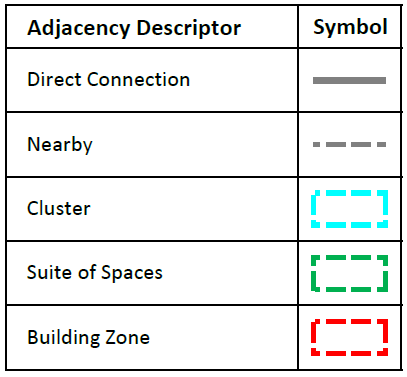 Adjacency Descriptor Symbol
Direct Connection
Nearby
Cluster
Suite of Spaces
Building Zone